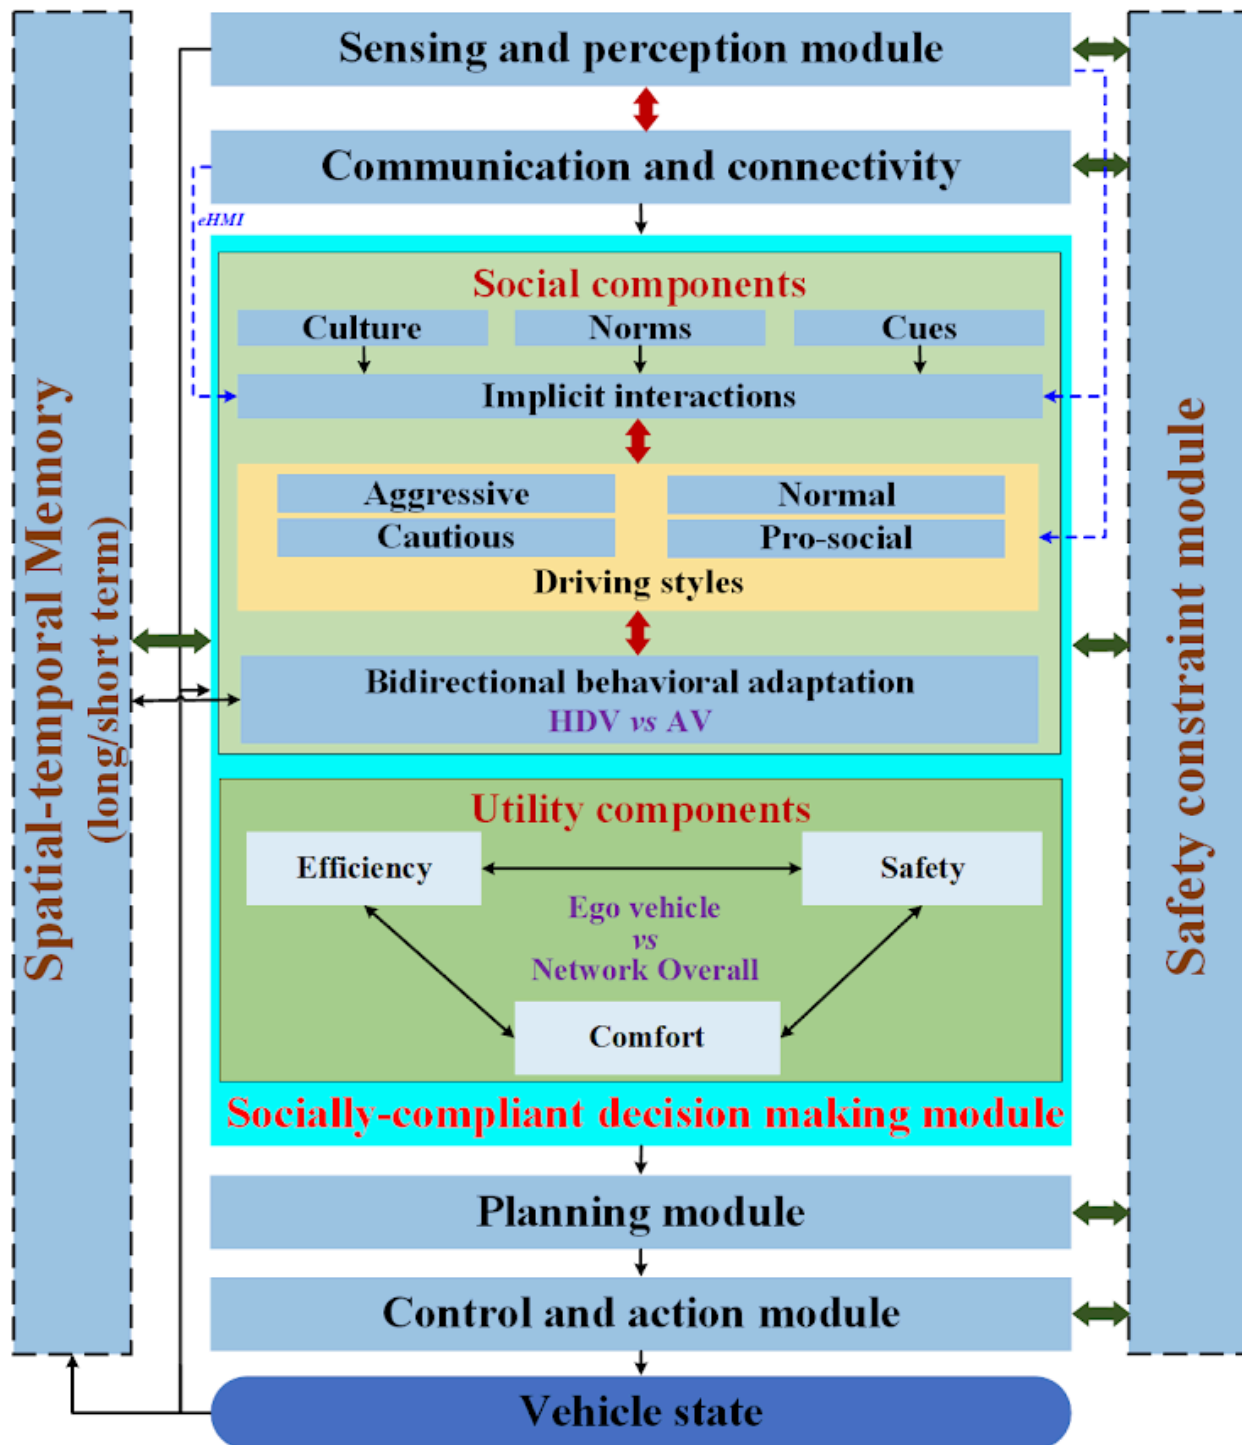 Sensing and perception module
Communication and connectivity
eHMI
Social components
Culture
Norms
Cues
Implicit interactions
Aggressive
Normal
Cautious
Pro-social
Driving styles
Bidirectional behavioral adaptation
HDV vs AV
Utility components
Efficiency
Safety
Ego vehicle
vs
Network Overall
Comfort
Socially-compliant decision making module
Planning module
Control and action module
Vehicle state
Spatial-temporal Memory
(long/short term)
Safety constraint module